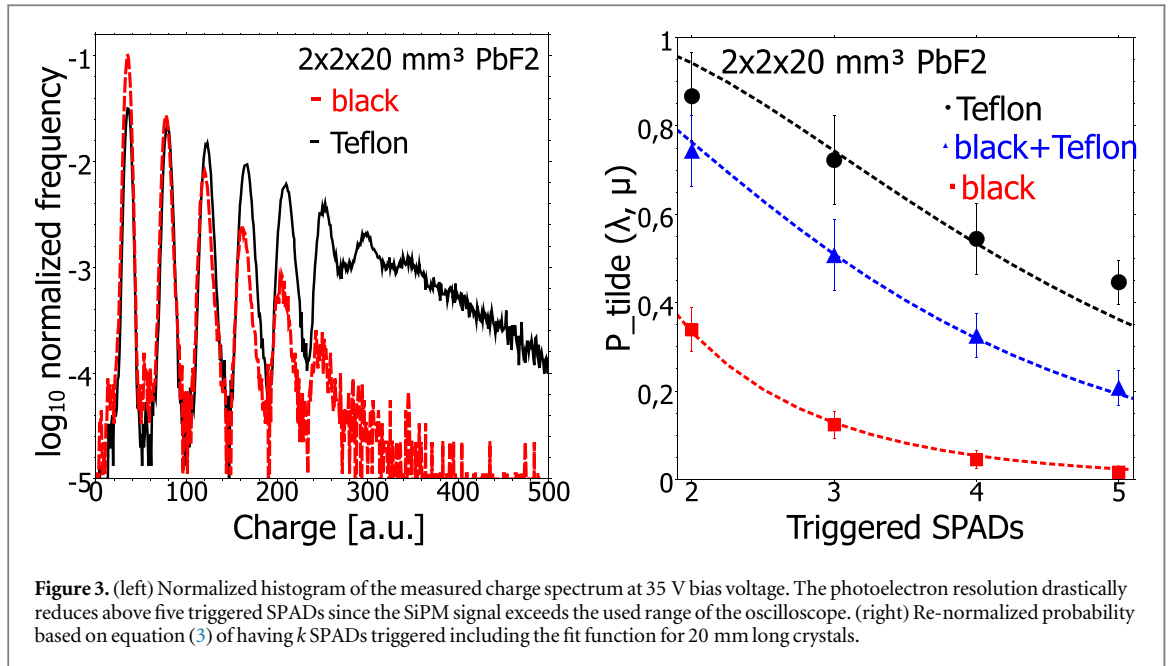 2x2x20 mm³ PbF2
black
Teflon
log₁₀ normalized frequency
-1
-2
-3
-4
-5
0 100 200 300 400 500
Charge [a.u.]
2x2x20 mm³ PbF2
Teflon
black+Teflon
black
P_tilde (λ, μ)
1
0,8
0,6
0,4
0,2
0
2 3 4 5
Triggered SPADs
Figure 3. (left) Normalized histogram of the measured charge spectrum at 35 V bias voltage. The photoelectron resolution drastically
reduces above five triggered SPADs since the SiPM signal exceeds the used range of the oscilloscope. (right) Re-normalized probability
based on equation (3) of having k SPADs triggered including the fit function for 20 mm long crystals.